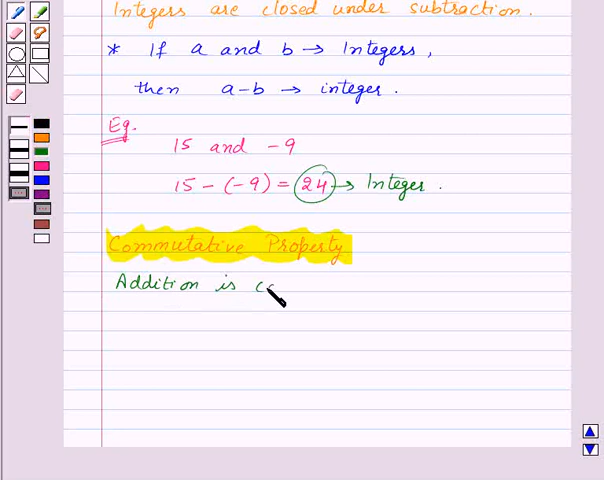 Integers are closed under subtraction.
* If a and b → Integers,
then a-b → integer.
Eg.
15 and -9
15 - (-9) = 24 → Integer.
Commutative Property
Addition is co